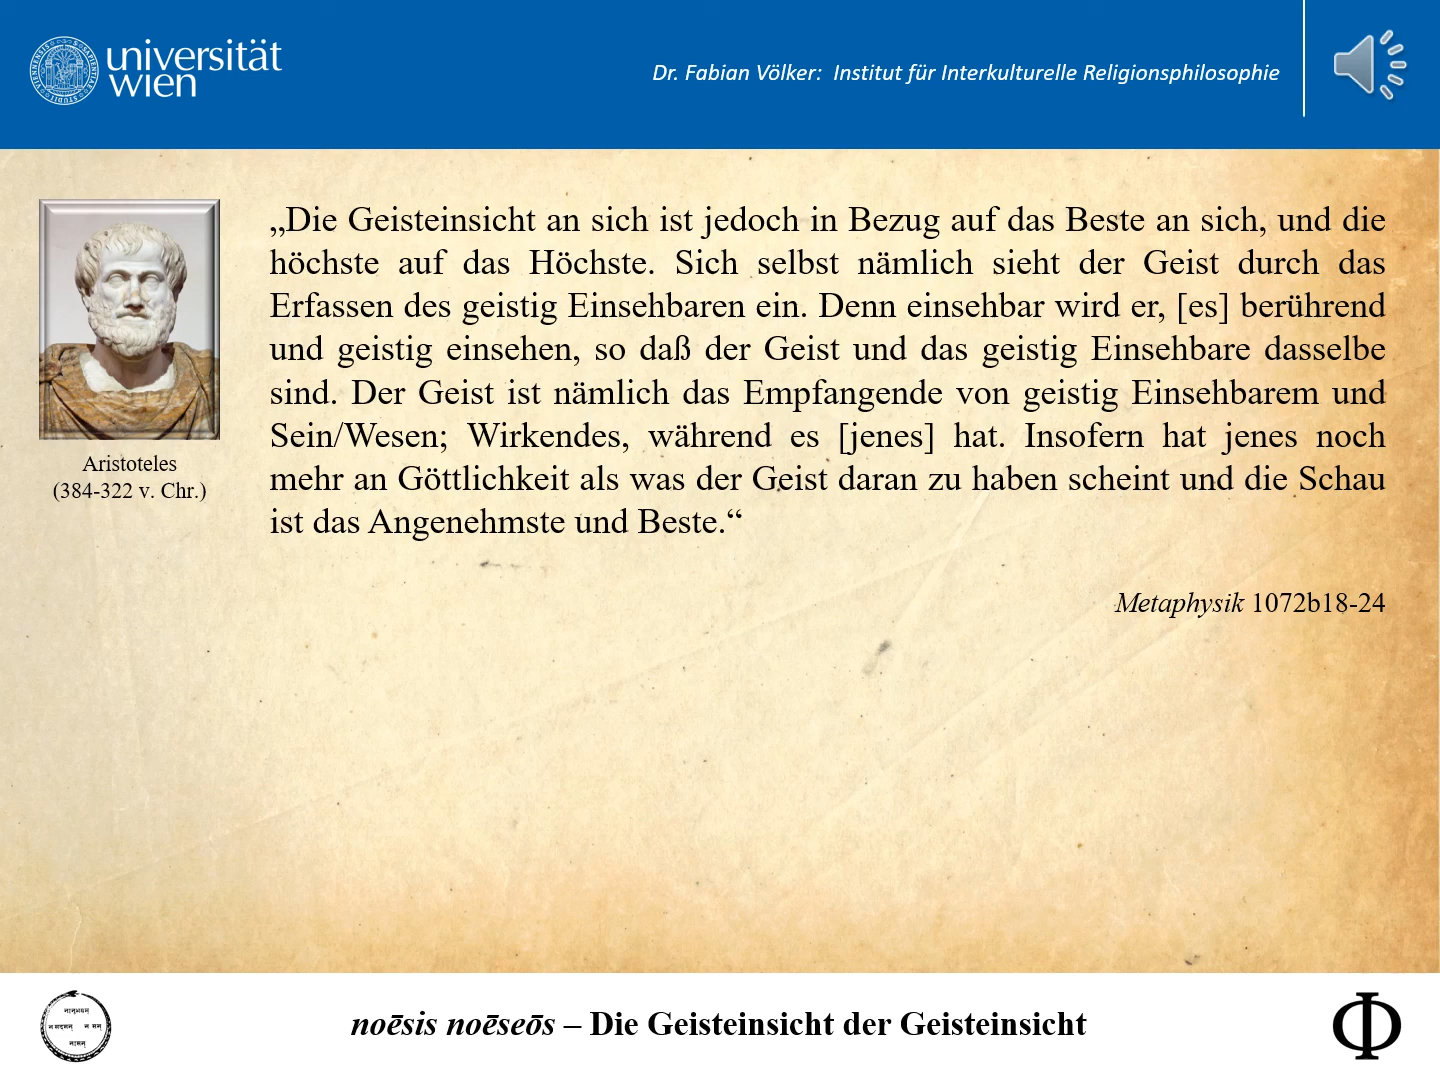 universität
wien
Dr. Fabian Völker:  Institut für Interkulturelle Religionsphilosophie
„Die Geisteinsicht an sich ist jedoch in Bezug auf das Beste an sich, und die
höchste auf das Höchste. Sich selbst nämlich sieht der Geist durch das
Erfassen des geistig Einsehbaren ein. Denn einsehbar wird er, [es] berührend
und geistig einsehen, so daß der Geist und das geistig Einsehbare dasselbe
sind. Der Geist ist nämlich das Empfangende von geistig Einsehbarem und
Sein/Wesen; Wirkendes, während es [jenes] hat. Insofern hat jenes noch
mehr an Göttlichkeit als was der Geist daran zu haben scheint und die Schau
ist das Angenehmste und Beste.“
Aristoteles
(384-322 v. Chr.)
Metaphysik 1072b18-24
noēsis noēseōs – Die Geisteinsicht der Geisteinsicht
Φ